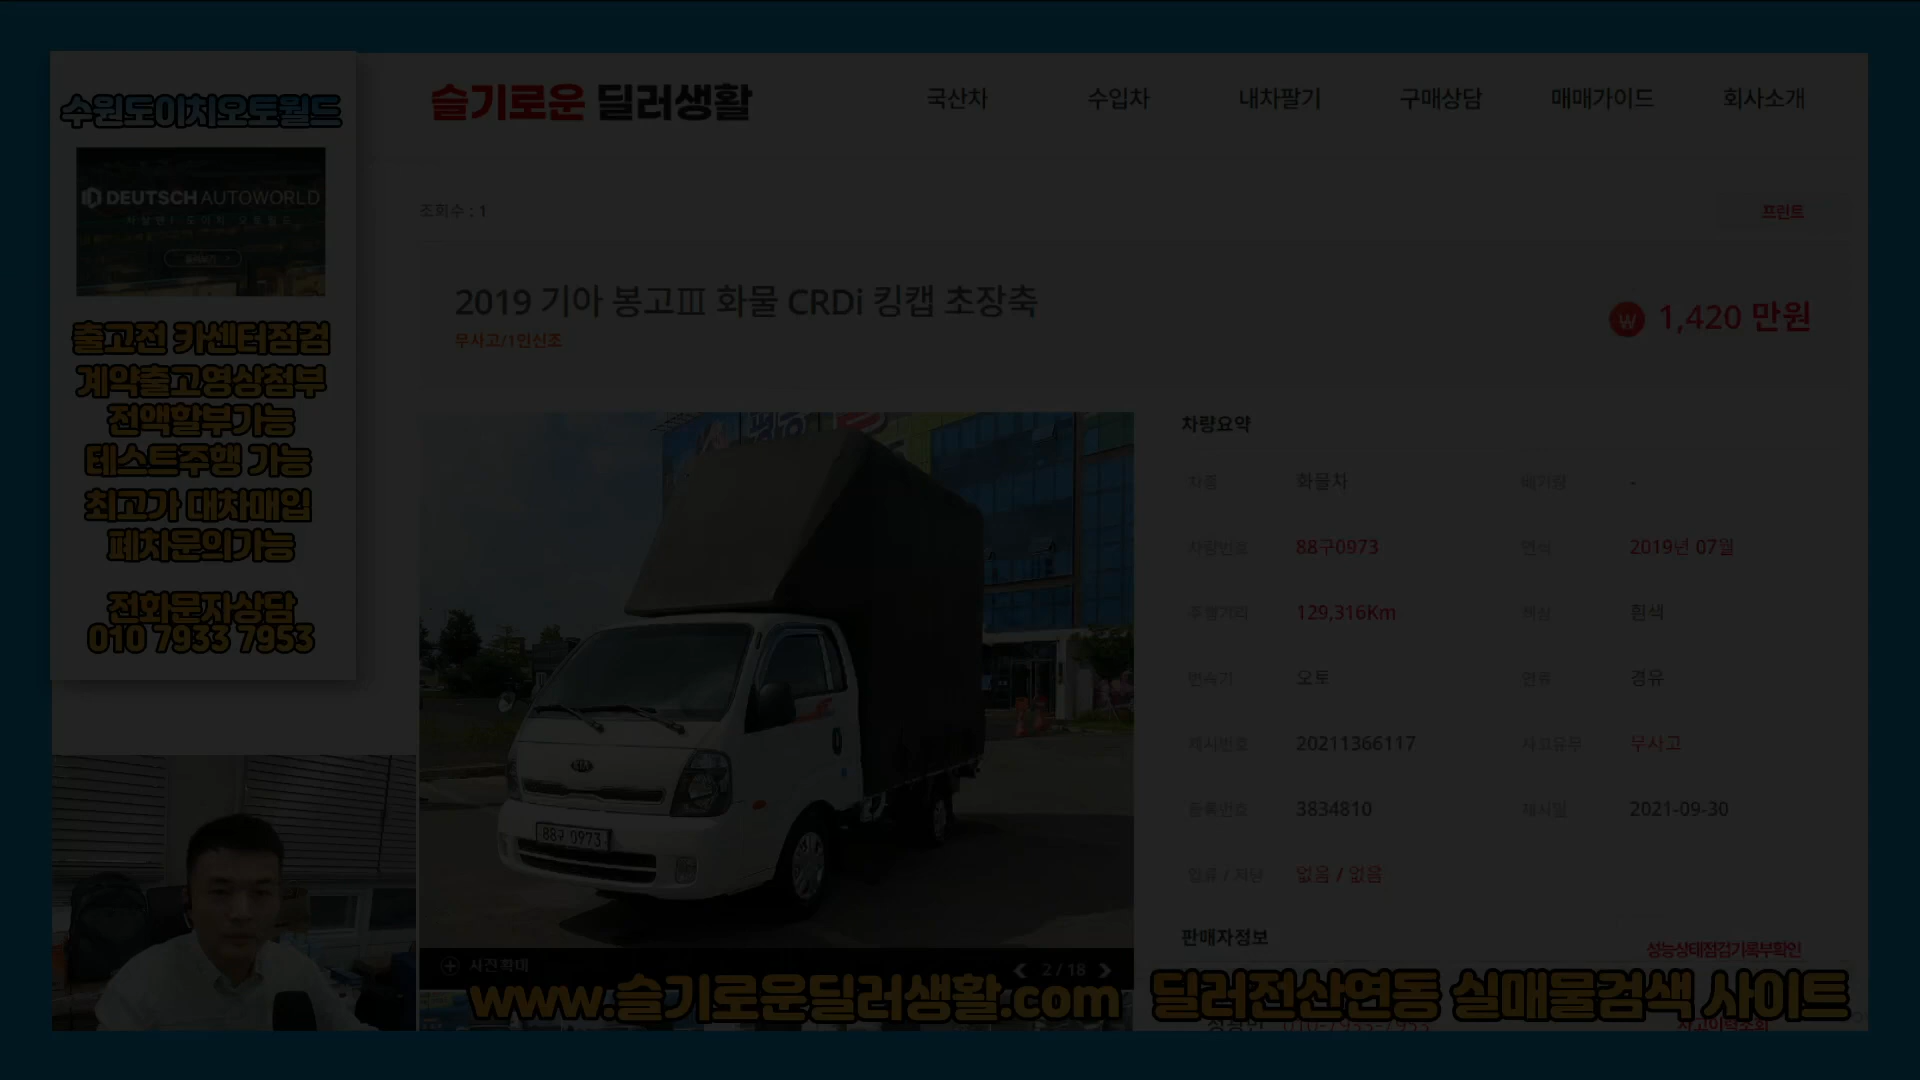 수원도이치오토월드
DEUTSCH AUTOWORLD
출고전 카센터점검
계약출고영상첨부
전액할부가능
테스트주행 가능
최고가 대차매입
폐차문의가능
전화문자상담
010 7933 7953
슬기로운 딜러생활
국산차 수입차 내차팔기 구매상담 매매가이드 회사소개
조회수 : 1
프린트
2019 기아 봉고Ⅲ 화물 CRDi 킹캡 초장축
무사고/1인신조
1,420 만원
차량요약
차종 화물차 배기량 -
차량번호 88구0973 연식 2019년 07월
주행거리 129,316Km 색상 흰색
변속기 오토 연료 경유
제시번호 20211366117 사고유무 무사고
등록번호 3834810 제시일 2021-09-30
압류 / 저당 없음 / 없음
KIA
88구 0973
사진확대
2 / 18
판매자정보
성능상태점검기록부확인
www.슬기로운딜러생활.com 딜러전산연동 실매물검색 사이트
010-7933-7953
사고이력조회